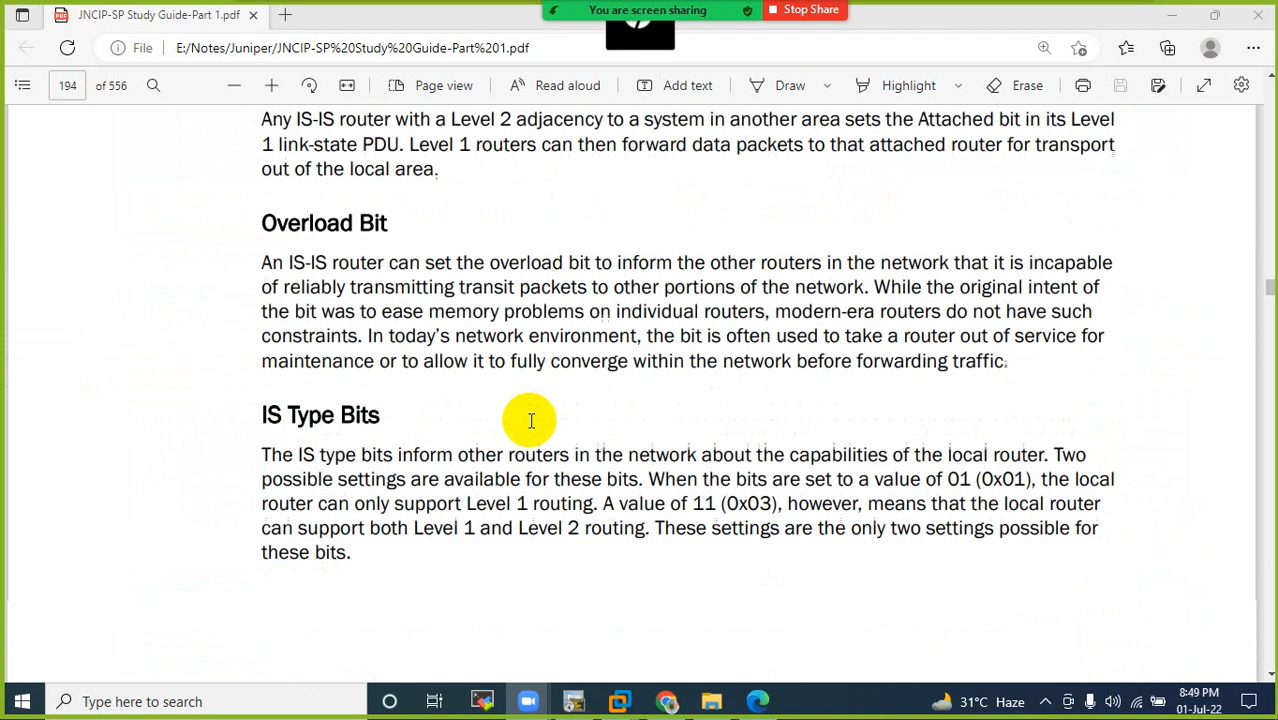 JNCIP-SP Study Guide-Part 1.pdf
You are screen sharing
Stop Share
File
E:/Notes/Juniper/JNCIP-SP%20Study%20Guide-Part%201.pdf
194 of 556
Page view
Read aloud
Add text
Draw
Highlight
Erase
Any IS-IS router with a Level 2 adjacency to a system in another area sets the Attached bit in its Level
1 link-state PDU. Level 1 routers can then forward data packets to that attached router for transport
out of the local area.
Overload Bit
An IS-IS router can set the overload bit to inform the other routers in the network that it is incapable
of reliably transmitting transit packets to other portions of the network. While the original intent of
the bit was to ease memory problems on individual routers, modern-era routers do not have such
constraints. In today's network environment, the bit is often used to take a router out of service for
maintenance or to allow it to fully converge within the network before forwarding traffic.
IS Type Bits
The IS type bits inform other routers in the network about the capabilities of the local router. Two
possible settings are available for these bits. When the bits are set to a value of 01 (0x01), the local
router can only support Level 1 routing. A value of 11 (0x03), however, means that the local router
can support both Level 1 and Level 2 routing. These settings are the only two settings possible for
these bits.
Type here to search
31°C Haze
8:49 PM
01-Jul-22